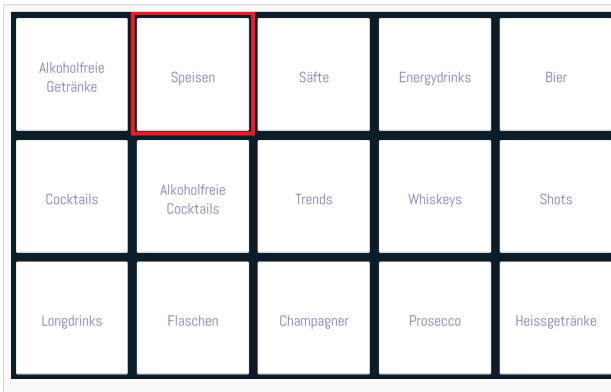 Alkoholfreie
Getränke
Speisen
Säfte
Energydrinks
Bier
Cocktails
Alkoholfreie
Cocktails
Trends
Whiskeys
Shots
Longdrinks
Flaschen
Champagner
Prosecco
Heissgetränke